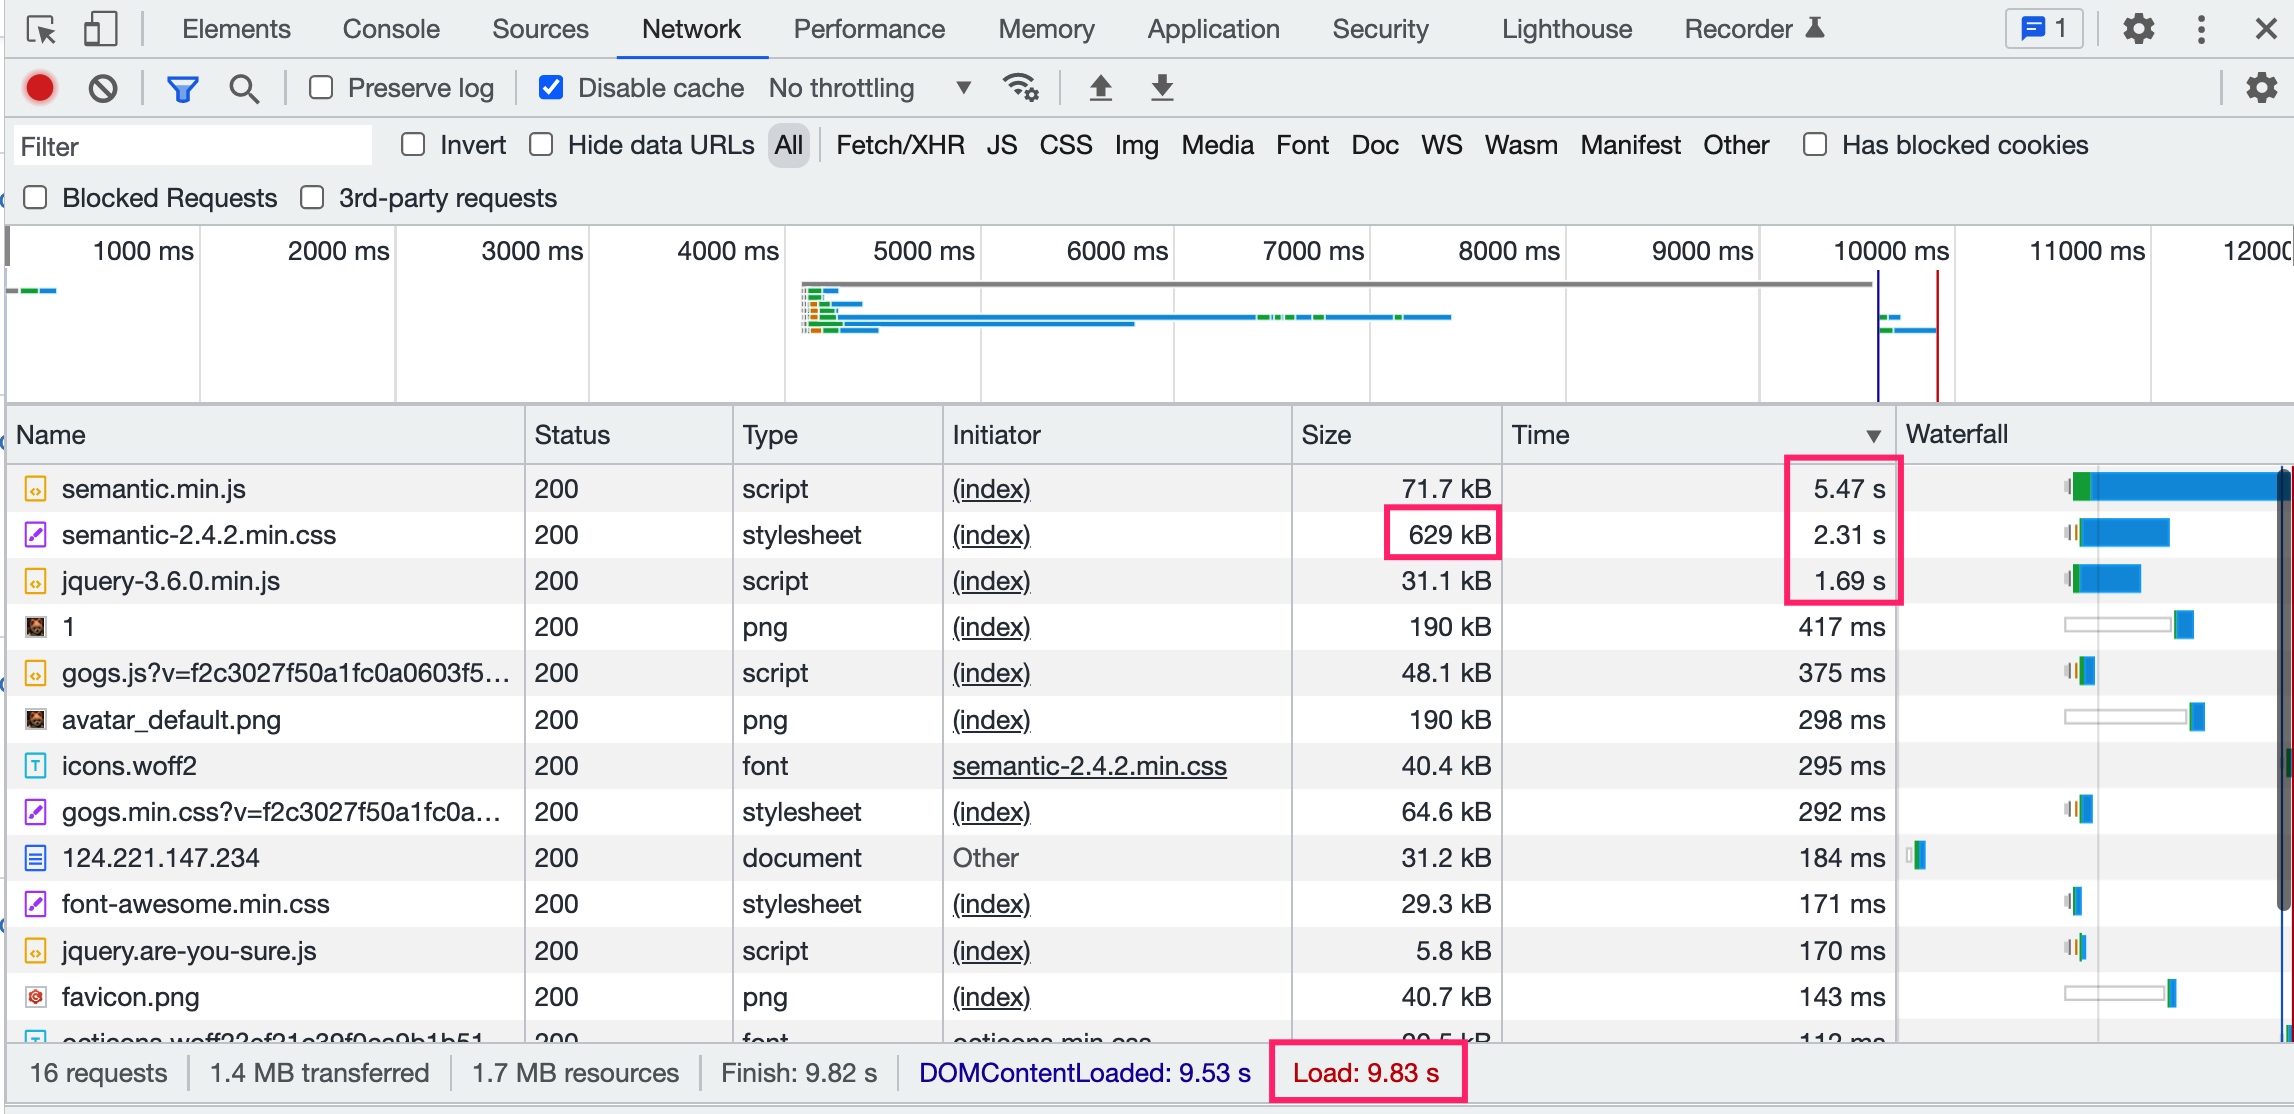 Elements Console Sources Network Performance Memory Application Security Lighthouse Recorder 1
Preserve log Disable cache No throttling
Filter Invert Hide data URLs All Fetch/XHR JS CSS Img Media Font Doc WS Wasm Manifest Other Has blocked cookies
Blocked Requests 3rd-party requests
1000 ms 2000 ms 3000 ms 4000 ms 5000 ms 6000 ms 7000 ms 8000 ms 9000 ms 10000 ms 11000 ms
Name Status Type Initiator Size Time Waterfall
semantic.min.js 200 script (index) 71.7 kB 5.47 s
semantic-2.4.2.min.css 200 stylesheet (index) 629 kB 2.31 s
jquery-3.6.0.min.js 200 script (index) 31.1 kB 1.69 s
1 200 png (index) 190 kB 417 ms
gogs.js?v=f2c3027f50a1fc0a0603f5... 200 script (index) 48.1 kB 375 ms
avatar_default.png 200 png (index) 190 kB 298 ms
icons.woff2 200 font semantic-2.4.2.min.css 40.4 kB 295 ms
gogs.min.css?v=f2c3027f50a1fc0a... 200 stylesheet (index) 64.6 kB 292 ms
124.221.147.234 200 document Other 31.2 kB 184 ms
font-awesome.min.css 200 stylesheet (index) 29.3 kB 171 ms
jquery.are-you-sure.js 200 script (index) 5.8 kB 170 ms
favicon.png 200 png (index) 40.7 kB 143 ms
200 font octicons.min.css
16 requests 1.4 MB transferred 1.7 MB resources Finish: 9.82 s DOMContentLoaded: 9.53 s Load: 9.83 s